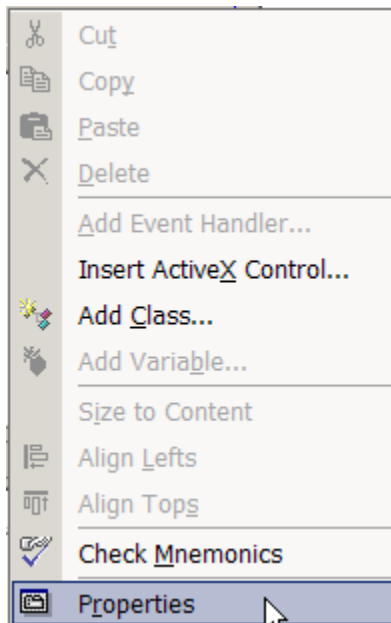 Cut
Copy
Paste
Delete
Add Event Handler...
Insert ActiveX Control...
Add Class...
Add Variable...
Size to Content
Align Lefts
Align Tops
Check Mnemonics
Properties